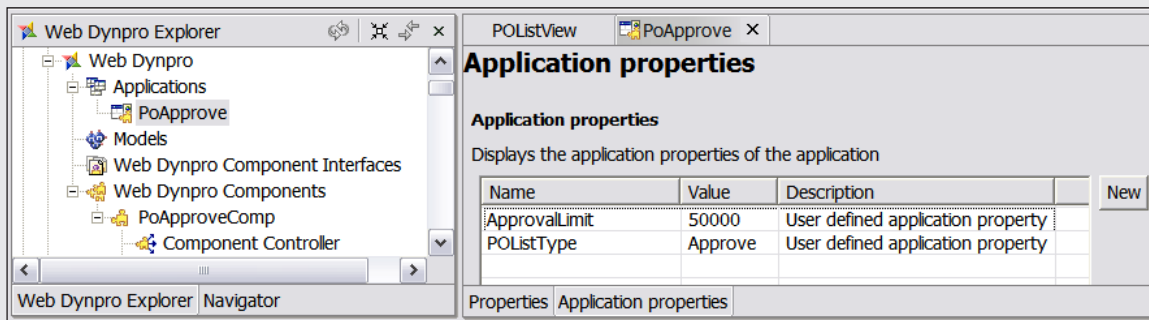 Web Dynpro Explorer
Web Dynpro
Applications
PoApprove
Models
Web Dynpro Component Interfaces
Web Dynpro Components
PoApproveComp
Component Controller
Web Dynpro Explorer Navigator
POListView PoApprove
Application properties
Application properties
Displays the application properties of the application
Name Value Description
New
ApprovalLimit 50000 User defined application property
POListType Approve User defined application property
Properties Application properties